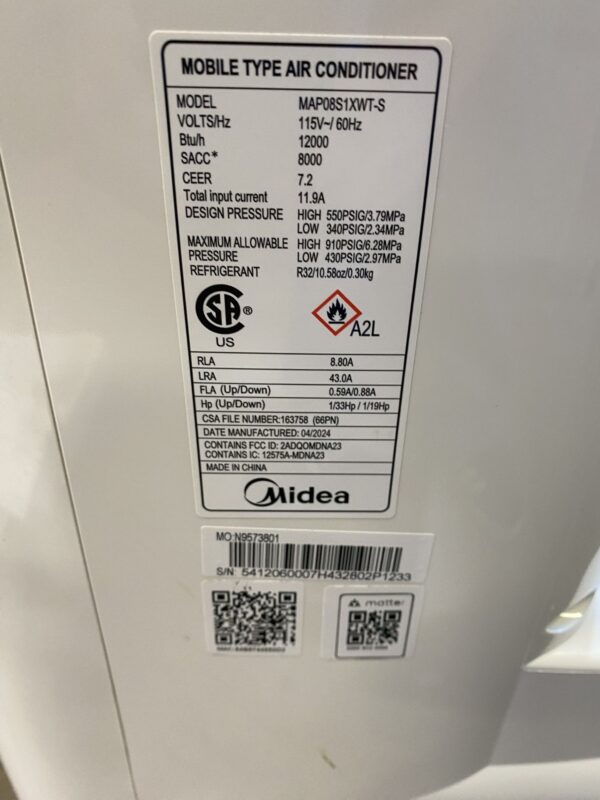 MOBILE TYPE AIR CONDITIONER
MODEL MAP08S1XWT-S
VOLTS/Hz 115V~/ 60Hz
Btu/h 12000
SACC* 8000
CEER 7.2
Total input current 11.9A
DESIGN PRESSURE HIGH 550PSIG/3.79MPa
LOW 340PSIG/2.34MPa
MAXIMUM ALLOWABLE PRESSURE HIGH 910PSIG/6.28MPa
LOW 430PSIG/2.97MPa
REFRIGERANT R32/10.58oz/0.30kg
SA ®
US
A2L
RLA 8.80A
LRA 43.0A
FLA (Up/Down) 0.59A/0.88A
Hp (Up/Down) 1/33Hp / 1/19Hp
CSA FILE NUMBER:163758 (66PN)
DATE MANUFACTURED: 04/2024
CONTAINS FCC ID: 2ADQOMDNA23
CONTAINS IC: 12575A-MDNA23
MADE IN CHINA
Midea
MO:N9573801
S/N 5412060007H432802P1233
matter